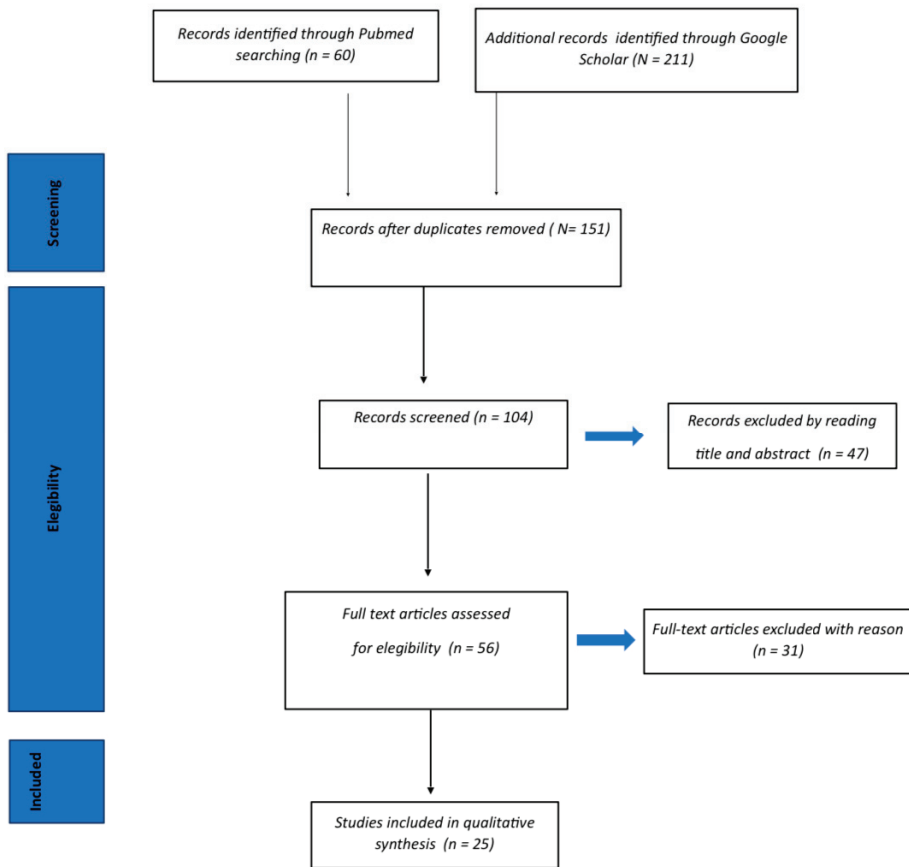 Records identified through Pubmed
searching (n = 60)
Additional records identified through Google
Scholar (N = 211)
Screening
Records after duplicates removed ( N= 151)
Elegibility
Records screened (n = 104)
Records excluded by reading
title and abstract (n = 47)
Full text articles assessed
for elegibility (n = 56)
Full-text articles excluded with reason
(n = 31)
Included
Studies included in qualitative
synthesis (n = 25)